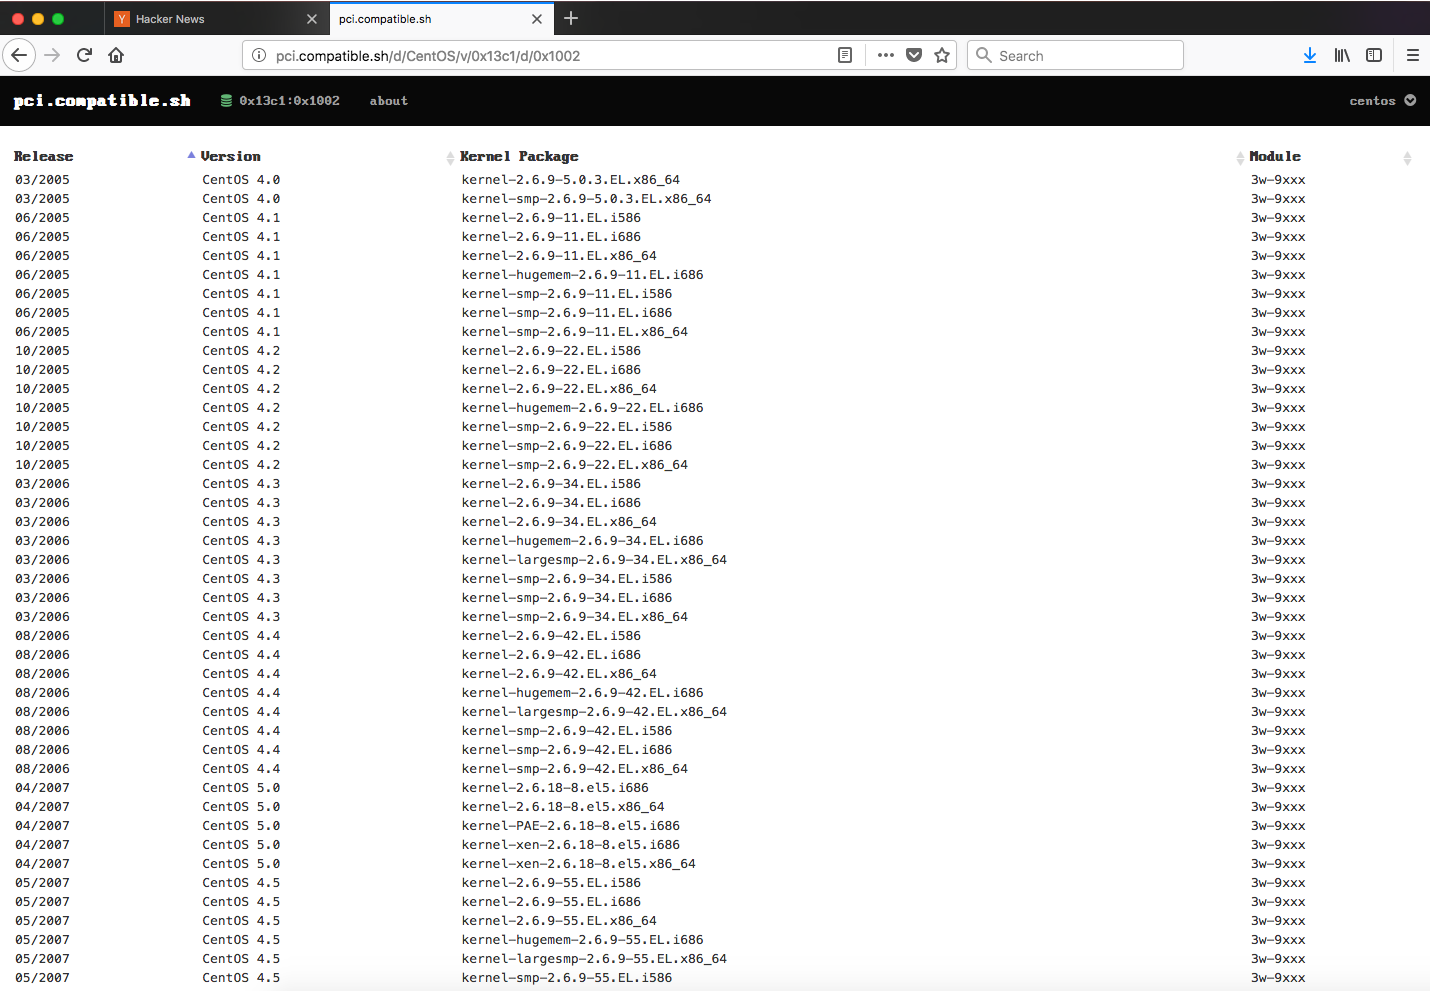 Hacker News
pci.compatible.sh
pci.compatible.sh/d/CentOS/v/0x13c1/d/0x1002
Search
pci.compatible.sh 0x13c1:0x1002 about centos
Release Version Kernel Package Module
03/2005 CentOS 4.0 kernel-2.6.9-5.0.3.EL.x86_64 3w-9xxx
03/2005 CentOS 4.0 kernel-smp-2.6.9-5.0.3.EL.x86_64 3w-9xxx
06/2005 CentOS 4.1 kernel-2.6.9-11.EL.i586 3w-9xxx
06/2005 CentOS 4.1 kernel-2.6.9-11.EL.i686 3w-9xxx
06/2005 CentOS 4.1 kernel-2.6.9-11.EL.x86_64 3w-9xxx
06/2005 CentOS 4.1 kernel-hugemem-2.6.9-11.EL.i686 3w-9xxx
06/2005 CentOS 4.1 kernel-smp-2.6.9-11.EL.i586 3w-9xxx
06/2005 CentOS 4.1 kernel-smp-2.6.9-11.EL.i686 3w-9xxx
06/2005 CentOS 4.1 kernel-smp-2.6.9-11.EL.x86_64 3w-9xxx
10/2005 CentOS 4.2 kernel-2.6.9-22.EL.i586 3w-9xxx
10/2005 CentOS 4.2 kernel-2.6.9-22.EL.i686 3w-9xxx
10/2005 CentOS 4.2 kernel-2.6.9-22.EL.x86_64 3w-9xxx
10/2005 CentOS 4.2 kernel-hugemem-2.6.9-22.EL.i686 3w-9xxx
10/2005 CentOS 4.2 kernel-smp-2.6.9-22.EL.i586 3w-9xxx
10/2005 CentOS 4.2 kernel-smp-2.6.9-22.EL.i686 3w-9xxx
10/2005 CentOS 4.2 kernel-smp-2.6.9-22.EL.x86_64 3w-9xxx
03/2006 CentOS 4.3 kernel-2.6.9-34.EL.i586 3w-9xxx
03/2006 CentOS 4.3 kernel-2.6.9-34.EL.i686 3w-9xxx
03/2006 CentOS 4.3 kernel-2.6.9-34.EL.x86_64 3w-9xxx
03/2006 CentOS 4.3 kernel-hugemem-2.6.9-34.EL.i686 3w-9xxx
03/2006 CentOS 4.3 kernel-largesmp-2.6.9-34.EL.x86_64 3w-9xxx
03/2006 CentOS 4.3 kernel-smp-2.6.9-34.EL.i586 3w-9xxx
03/2006 CentOS 4.3 kernel-smp-2.6.9-34.EL.i686 3w-9xxx
03/2006 CentOS 4.3 kernel-smp-2.6.9-34.EL.x86_64 3w-9xxx
08/2006 CentOS 4.4 kernel-2.6.9-42.EL.i586 3w-9xxx
08/2006 CentOS 4.4 kernel-2.6.9-42.EL.i686 3w-9xxx
08/2006 CentOS 4.4 kernel-2.6.9-42.EL.x86_64 3w-9xxx
08/2006 CentOS 4.4 kernel-hugemem-2.6.9-42.EL.i686 3w-9xxx
08/2006 CentOS 4.4 kernel-largesmp-2.6.9-42.EL.x86_64 3w-9xxx
08/2006 CentOS 4.4 kernel-smp-2.6.9-42.EL.i586 3w-9xxx
08/2006 CentOS 4.4 kernel-smp-2.6.9-42.EL.i686 3w-9xxx
08/2006 CentOS 4.4 kernel-smp-2.6.9-42.EL.x86_64 3w-9xxx
04/2007 CentOS 5.0 kernel-2.6.18-8.el5.i686 3w-9xxx
04/2007 CentOS 5.0 kernel-2.6.18-8.el5.x86_64 3w-9xxx
04/2007 CentOS 5.0 kernel-PAE-2.6.18-8.el5.i686 3w-9xxx
04/2007 CentOS 5.0 kernel-xen-2.6.18-8.el5.i686 3w-9xxx
04/2007 CentOS 5.0 kernel-xen-2.6.18-8.el5.x86_64 3w-9xxx
05/2007 CentOS 4.5 kernel-2.6.9-55.EL.i586 3w-9xxx
05/2007 CentOS 4.5 kernel-2.6.9-55.EL.i686 3w-9xxx
05/2007 CentOS 4.5 kernel-2.6.9-55.EL.x86_64 3w-9xxx
05/2007 CentOS 4.5 kernel-hugemem-2.6.9-55.EL.i686 3w-9xxx
05/2007 CentOS 4.5 kernel-largesmp-2.6.9-55.EL.x86_64 3w-9xxx
05/2007 CentOS 4.5 kernel-smp-2.6.9-55.EL.i586 3w-9xxx